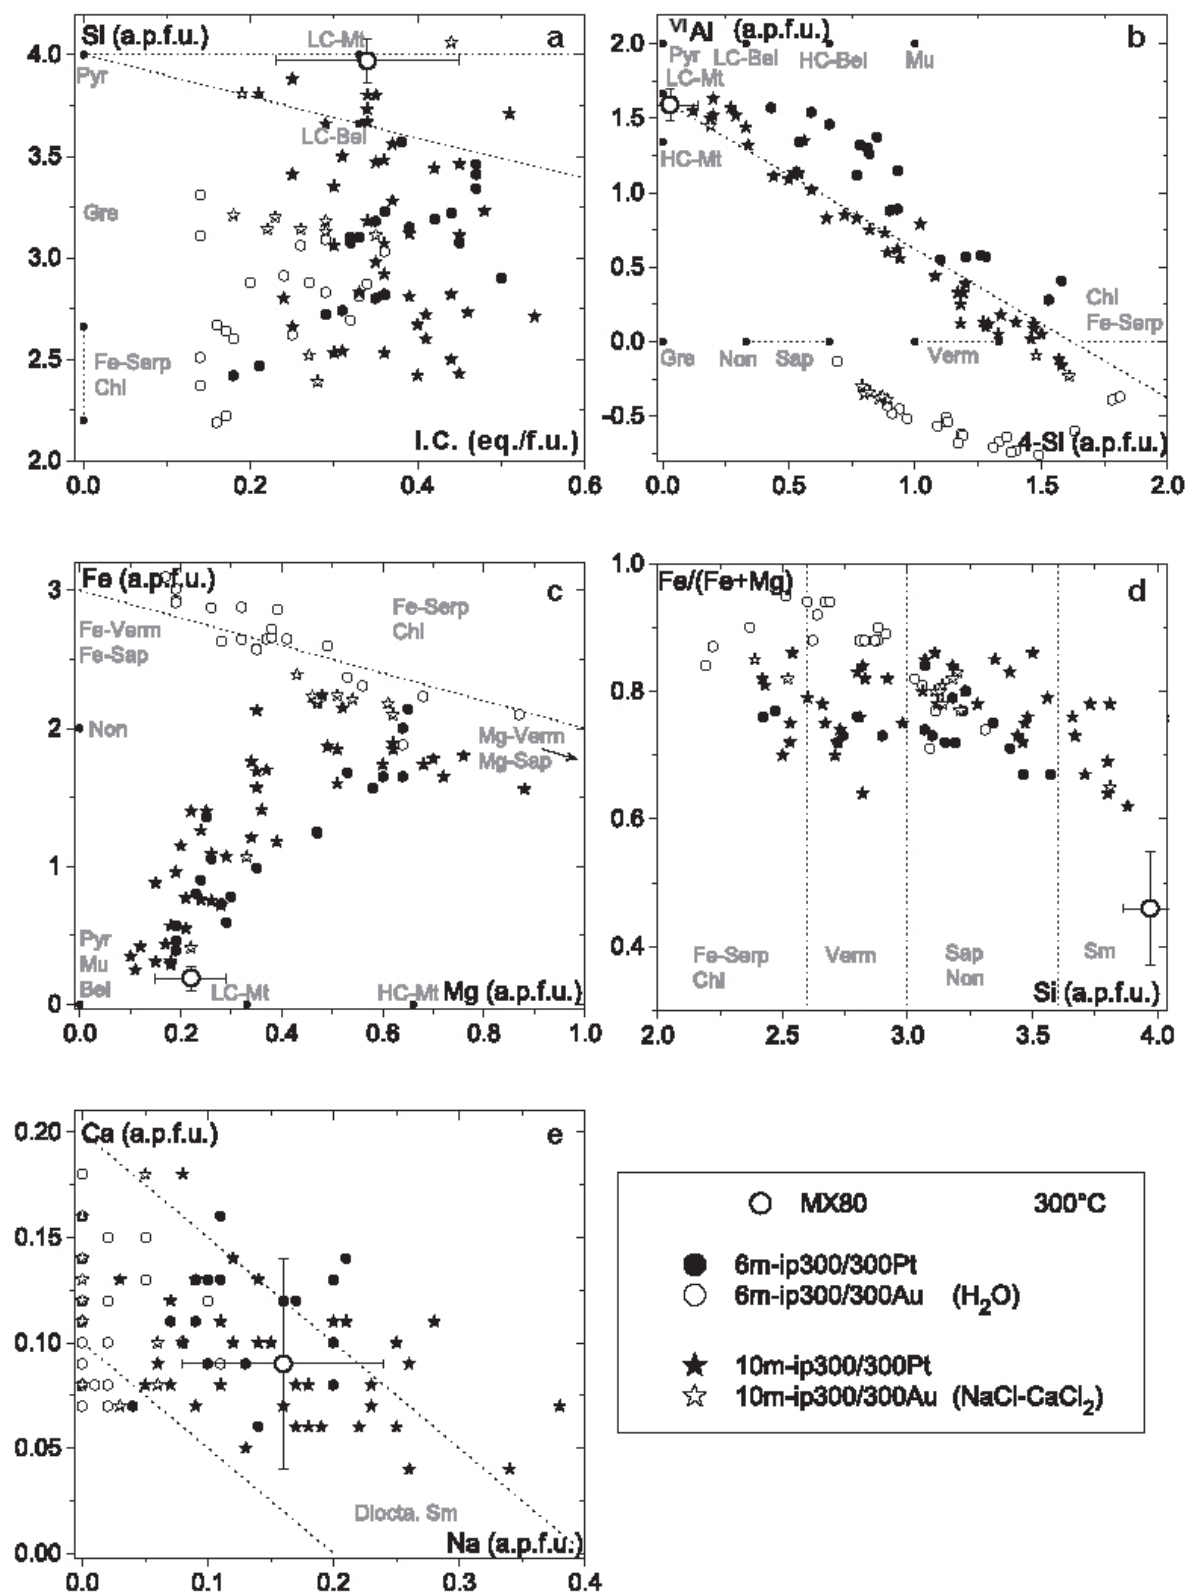 SI (a.p.f.u.)
LC-Mt
a
4.0
Pyr
LC-Bel
3.5
Gre
3.0
2.5
Fe-Serp
Chl
I.C. (eq./f.u.)
2.0
0.2
0.4
0.6
VIAl (a.p.f.u.)
b
2.0
Pyr LC-Bel HC-Bel Mu
LC-Mt
1.5
HC-Mt
1.0
0.5
Chl
Fe-Serp
0.0
Gre Non Sap Verm
-0.5
4-SI (a.p.f.u.)
0.0 0.5 1.0 1.5 2.0
Fe (a.p.f.u.)
c
3
Fe-Serp
Chl
Fe-Verm
Fe-Sap
2
Non
Mg-Verm
Mg-Sap
1
Pyr
Mu
Bel
LC-Mt
HC-Mt
Mg (a.p.f.u.)
0
0.0 0.2 0.4 0.6 0.8 1.0
1.0
Fe/(Fe+Mg)
d
0.8
0.6
0.4
Fe-Serp
Chl
Verm
Sap
Non
Sm
Si (a.p.f.u.)
2.0 2.5 3.0 3.5 4.0
0.20
Ca (a.p.f.u.)
e
0.15
0.10
0.05
Diocta. Sm
Na (a.p.f.u.)
0.00
0.0 0.1 0.2 0.3 0.4
MX80 300°C
6m-ip300/300Pt
6m-ip300/300Au (H2O)
10m-ip300/300Pt
10m-ip300/300Au (NaCl-CaCl2)